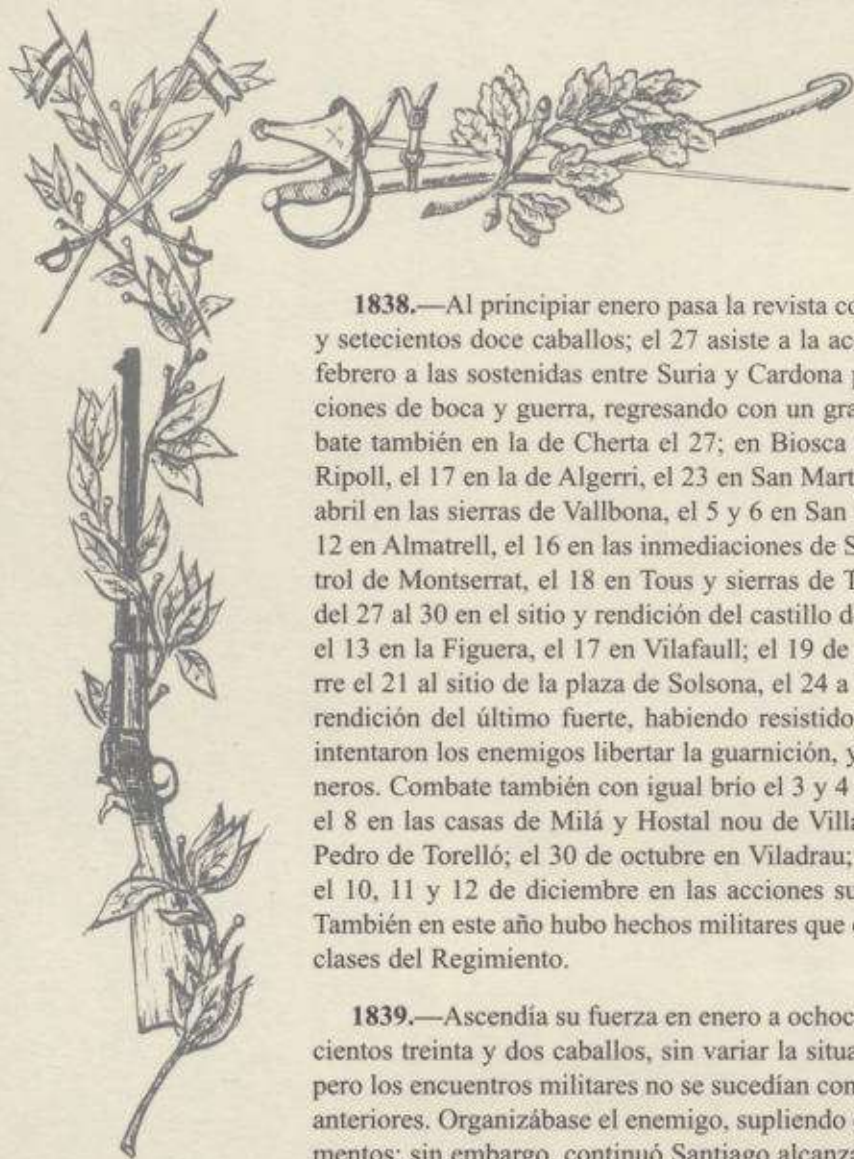 1838.—Al principiar enero pasa la revista co
y setecientos doce caballos; el 27 asiste a la acc
febrero a las sostenidas entre Suria y Cardona p
ciones de boca y guerra, regresando con un gra
bate también en la de Cherta el 27; en Biosca
Ripoll, el 17 en la de Algerri, el 23 en San Mart
abril en las sierras de Vallbona, el 5 y 6 en San
12 en Almatrell, el 16 en las inmediaciones de S
trol de Montserrat, el 18 en Tous y sierras de T
del 27 al 30 en el sitio y rendición del castillo d
el 13 en la Figuera, el 17 en Vilafaull; el 19 de
rre el 21 al sitio de la plaza de Solsona, el 24 a
rendición del último fuerte, habiendo resistido
intentaron los enemigos libertar la guarnición, y
neros. Combate también con igual brío el 3 y 4
el 8 en las casas de Milá y Hostal nou de Villa
Pedro de Torelló; el 30 de octubre en Viladrau;
el 10, 11 y 12 de diciembre en las acciones su
También en este año hubo hechos militares que
clases del Regimiento.
1839.—Ascendía su fuerza en enero a ochoc
cientos treinta y dos caballos, sin variar la situa
pero los encuentros militares no se sucedían con
anteriores. Organizábase el enemigo, supliendo
mentos; sin embargo, continuó Santiago alcanza